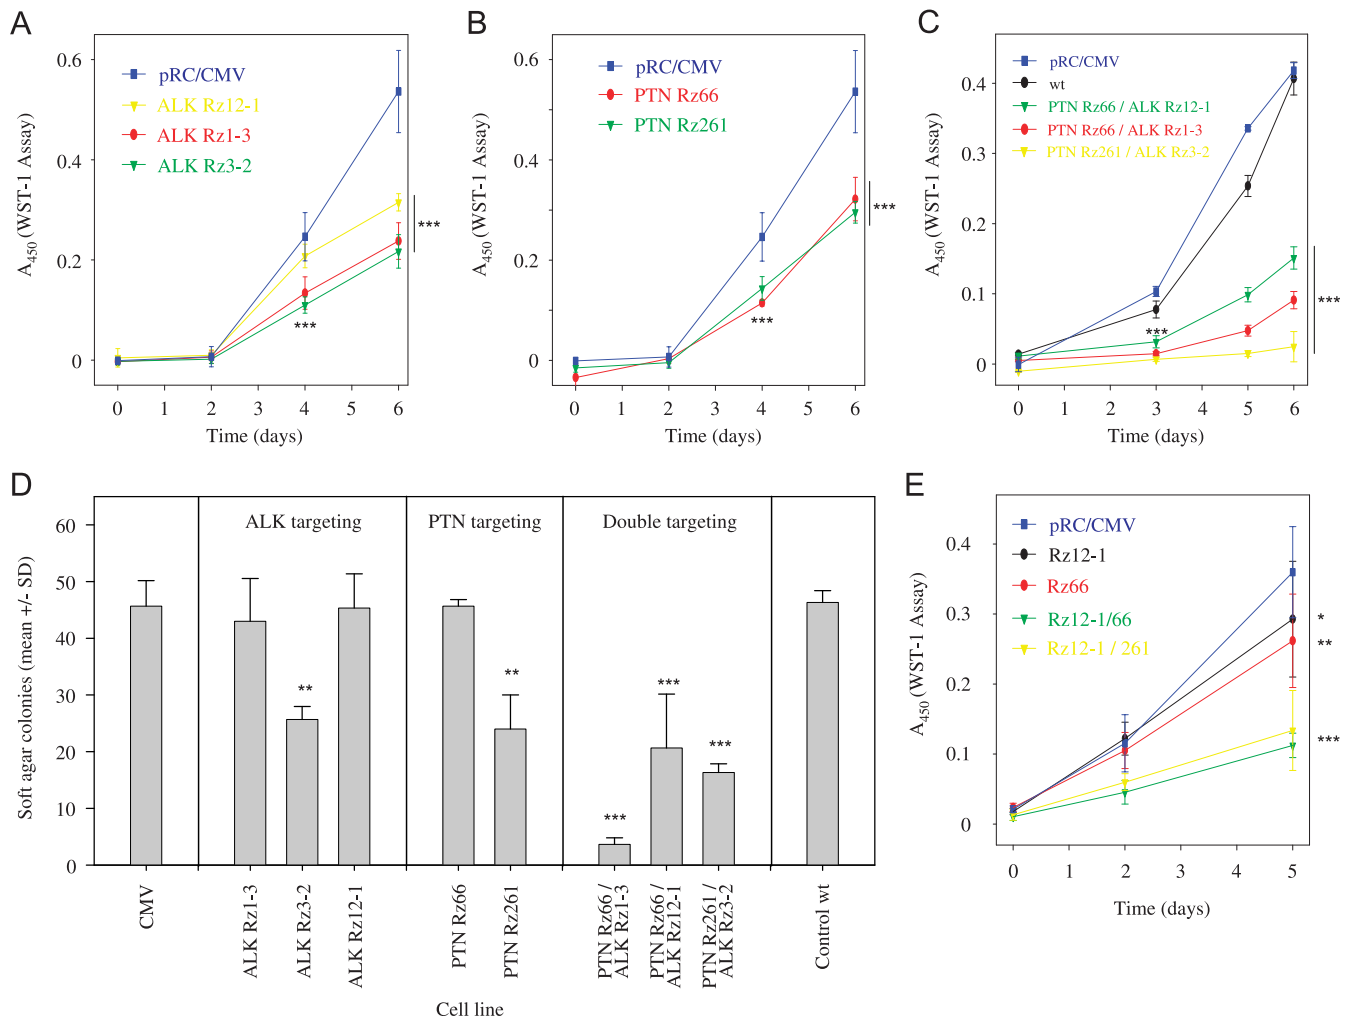 A
A450 (WST-1 Assay)
0.6
0.4
0.2
0
pRC/CMV
ALK Rz12-1
ALK Rz1-3
ALK Rz3-2
***
***
0 1 2 3 4 5 6
Time (days)
B
A450 (WST-1 Assay)
0.6
0.4
0.2
0
pRC/CMV
PTN Rz66
PTN Rz261
***
***
0 1 2 3 4 5 6
Time (days)
C
A450 (WST-1 Assay)
0.4
0.3
0.2
0.1
0
pRC/CMV
wt
PTN Rz66 / ALK Rz12-1
PTN Rz66 / ALK Rz1-3
PTN Rz261 / ALK Rz3-2
***
***
0 1 2 3 4 5 6
Time (days)
D
Soft agar colonies (mean +/- SD)
60
50
40
30
20
10
0
ALK targeting
PTN targeting
Double targeting
**
**
***
***
***
CMV
ALK Rz1-3
ALK Rz3-2
ALK Rz12-1
PTN Rz66
PTN Rz261
PTN Rz66 /
ALK Rz1-3
PTN Rz66 /
ALK Rz12-1
PTN Rz261 /
ALK Rz3-2
Control wt
Cell line
E
A450 (WST-1 Assay)
0.4
0.3
0.2
0.1
0
pRC/CMV
Rz12-1
Rz66
Rz12-1/66
Rz12-1 / 261
*
**
***
0 1 2 3 4 5
Time (days)